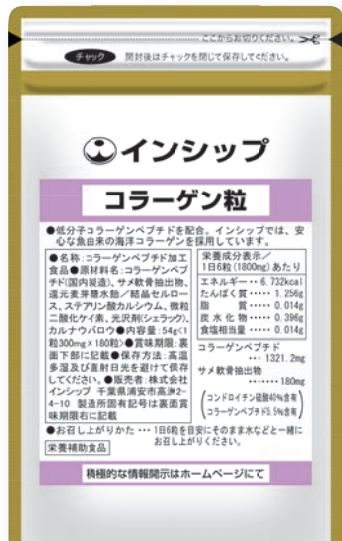 ここからお切りください。
チャック 開封後はチャックを閉じて保存してください。
インシップ
コラーゲン粒
●低分子コラーゲンペプチドを配合。インシップでは、安
心な魚由来の海洋コラーゲンを採用しています。
●名称:コラーゲンペプチド加工
食品●原材料名:コラーゲンペプ
チド(国内製造)、サメ軟骨抽出物、
還元麦芽糖水飴/結晶セルロー
ス、ステアリン酸カルシウム、微粒
二酸化ケイ素、光沢剤(シェラック)、
カルナウバロウ●内容量:54g<1
粒300mg×180粒>●賞味期限:裏
面下部に記載●保存方法:高温
多湿及び直射日光を避けて保存
してください。●販売者:株式会社
インシップ 千葉県浦安市高洲2-
4-10 製造所固有記号は裏面賞
味期限右に記載
栄養成分表示/
1日6粒(1800mg)あたり
エネルギー‥6.732kcal
たんぱく質‥‥‥1.256g
脂質‥‥‥0.014g
炭水化物‥‥‥0.396g
食塩相当量‥‥‥0.014g
コラーゲンペプチド
‥‥1321.2mg
サメ軟骨抽出物
‥‥‥‥180mg
(コンドロイチン硫酸40%含有
コラーゲンペプチド5.5%含有)
●お召し上がりかた‥‥1日6粒を目安にそのまま水などと一緒に
お召し上がりください。
栄養補助食品
積極的な情報開示はホームページにて